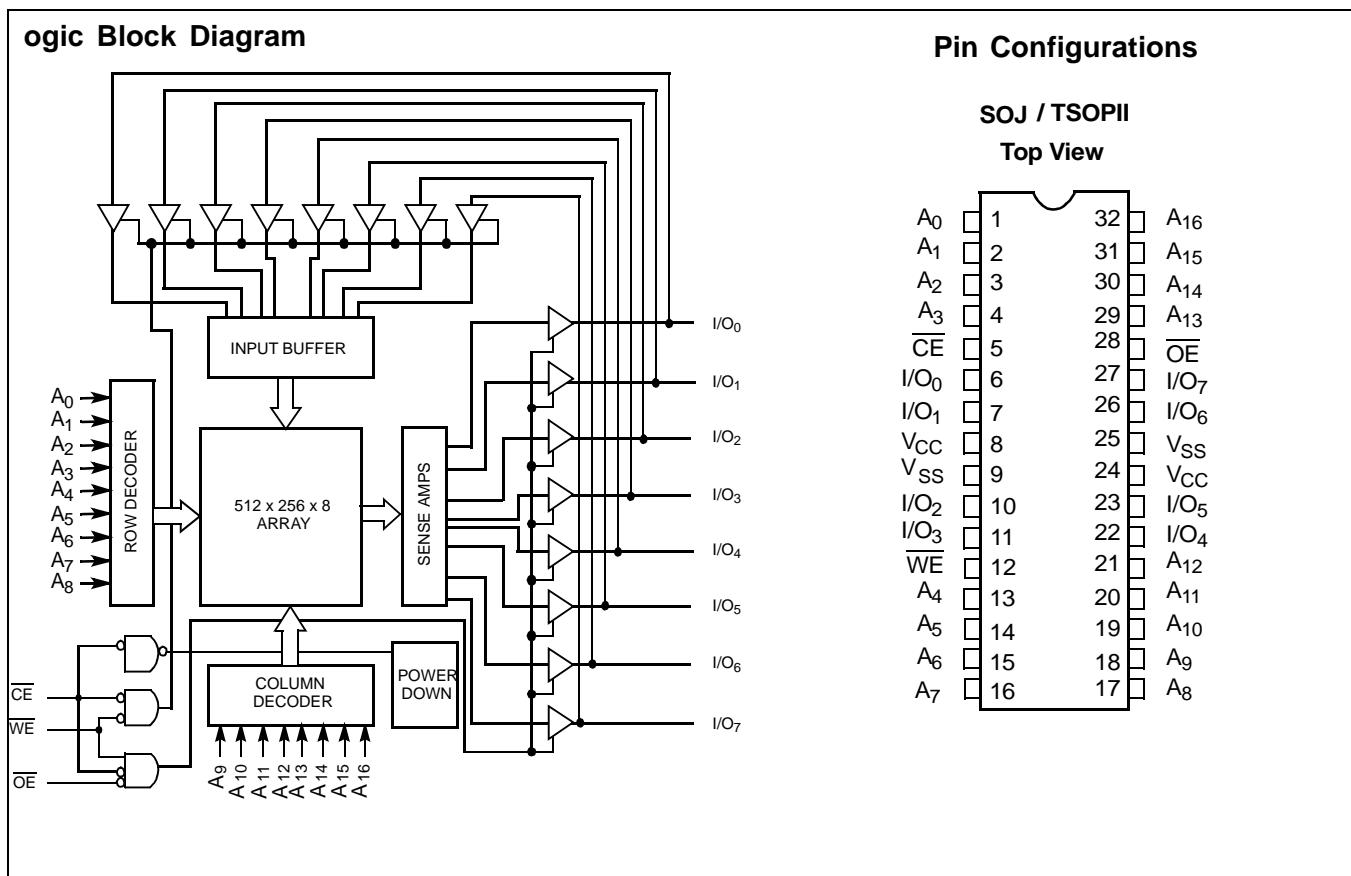 ogic Block Diagram
INPUT BUFFER
A0
A1
A2
A3
A4
A5
A6
A7
A8
ROW DECODER
512 x 256 x 8
ARRAY
SENSE AMPS
I/O0
I/O1
I/O2
I/O3
I/O4
I/O5
I/O6
I/O7
CE
WE
OE
COLUMN
DECODER
POWER
DOWN
A9
A10
A11
A12
A13
A14
A15
A16
Pin Configurations
SOJ / TSOPII
Top View
A0 1 32 A16
A1 2 31 A15
A2 3 30 A14
A3 4 29 A13
CE 5 28 OE
I/O0 6 27 I/O7
I/O1 7 26 I/O6
VCC 8 25 VSS
VSS 9 24 VCC
I/O2 10 23 I/O5
I/O3 11 22 I/O4
WE 12 21 A12
A4 13 20 A11
A5 14 19 A10
A6 15 18 A9
A7 16 17 A8